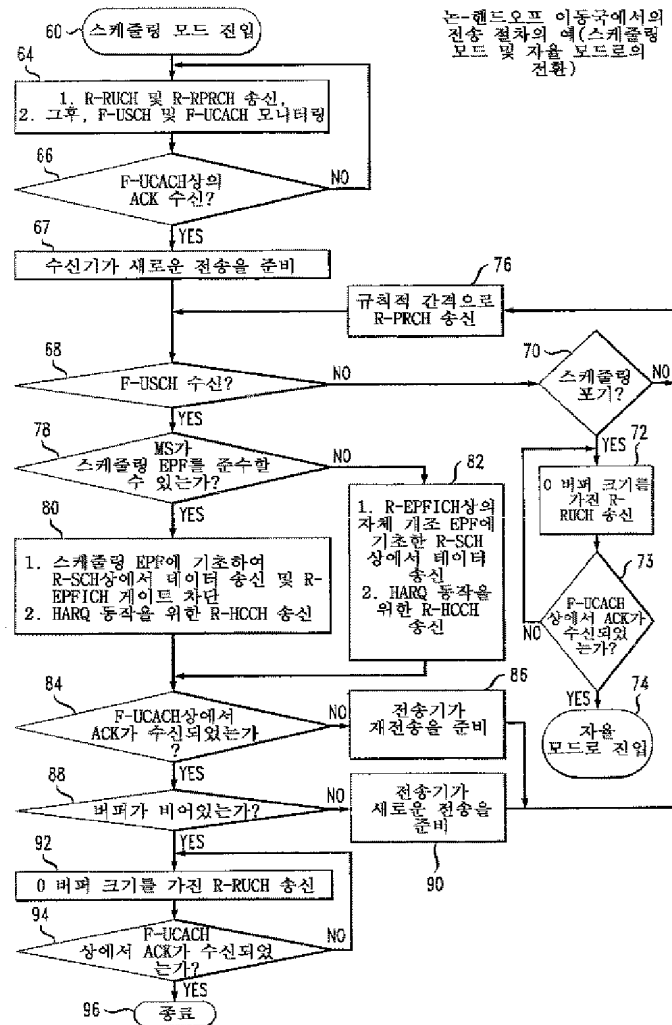 논-핸드오프 이동국에서의
전송 절차의 예(스케줄링
모드 및 자율 모드로의
전환)
60
스케줄링 모드 진입
64
1. R-RUCH 및 R-RPRCH 송신,
2. 그후, F-USCH 및 F-UCACH 모니터링
66
F-UCACH상의
ACK 수신?
NO
YES
67
수신기가 새로운 전송을 준비
76
규칙적 간격으로
R-PRCH 송신
68
F-USCH 수신?
NO
YES
70
스케줄링
포기?
NO
YES
72
0 버퍼 크기를
가진 R-
RUCH 송신
73
F-UCACH
상에서 ACK가
수신되었
는가?
NO
YES
74
자율
모드로 진입
78
MS가
스케줄링 EPF를 준수할
수 있는가?
NO
YES
80
1. 스케줄링 EPF에 기초하여
R-SCH상에서 데이터 송신 및 R-
EPFICH 게이트 차단
2. HARQ 동작을 위한 R-HCCH 송신
82
1. R-EPFICH상의
자체 개조 EPF에
기초한 R-SCH
상에서 데이터
송신
2. HARQ 동작을
위한 R-HCCH
송신
84
F-UCACH상에서
ACK가 수신되었는가
?
NO
YES
86
전송기가
재전송을 준비
88
버퍼가 비어있는가?
NO
YES
전송기가
새로운 전송을
준비
90
92
0 버퍼 크기를 가진 R-RUCH 송신
94
F-UCACH
상에서 ACK가 수신되었
는가?
NO
YES
96
종료